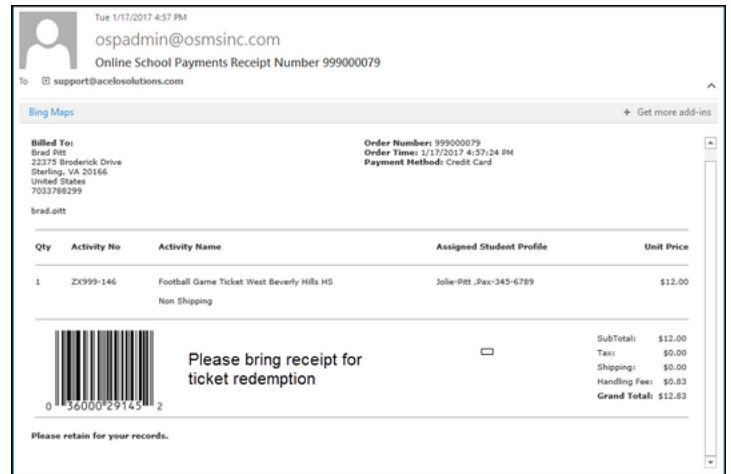 Tue 1/17/2017 4:57 PM
ospadmin@osmsinc.com
Online School Payments Receipt Number 999000079
To support@acelosolutions.com
Bing Maps + Get more add-ins
Billed To:
Brad Pitt
22375 Broderick Drive
Sterling, VA 20166
United States
7033788299
brad.pitt
Order Number: 999000079
Order Time: 1/17/2017 4:57:24 PM
Payment Method: Credit Card
Qty Activity No Activity Name Assigned Student Profile Unit Price
1 ZX999-146 Football Game Ticket West Beverly Hills HS Jolie-Pitt ,Pax-345-6789 $12.00
Non Shipping
0 36000 29145 2
Please bring receipt for
ticket redemption
SubTotal: $12.00
Tax: $0.00
Shipping: $0.00
Handling Fee: $0.83
Grand Total: $12.83
Please retain for your records.